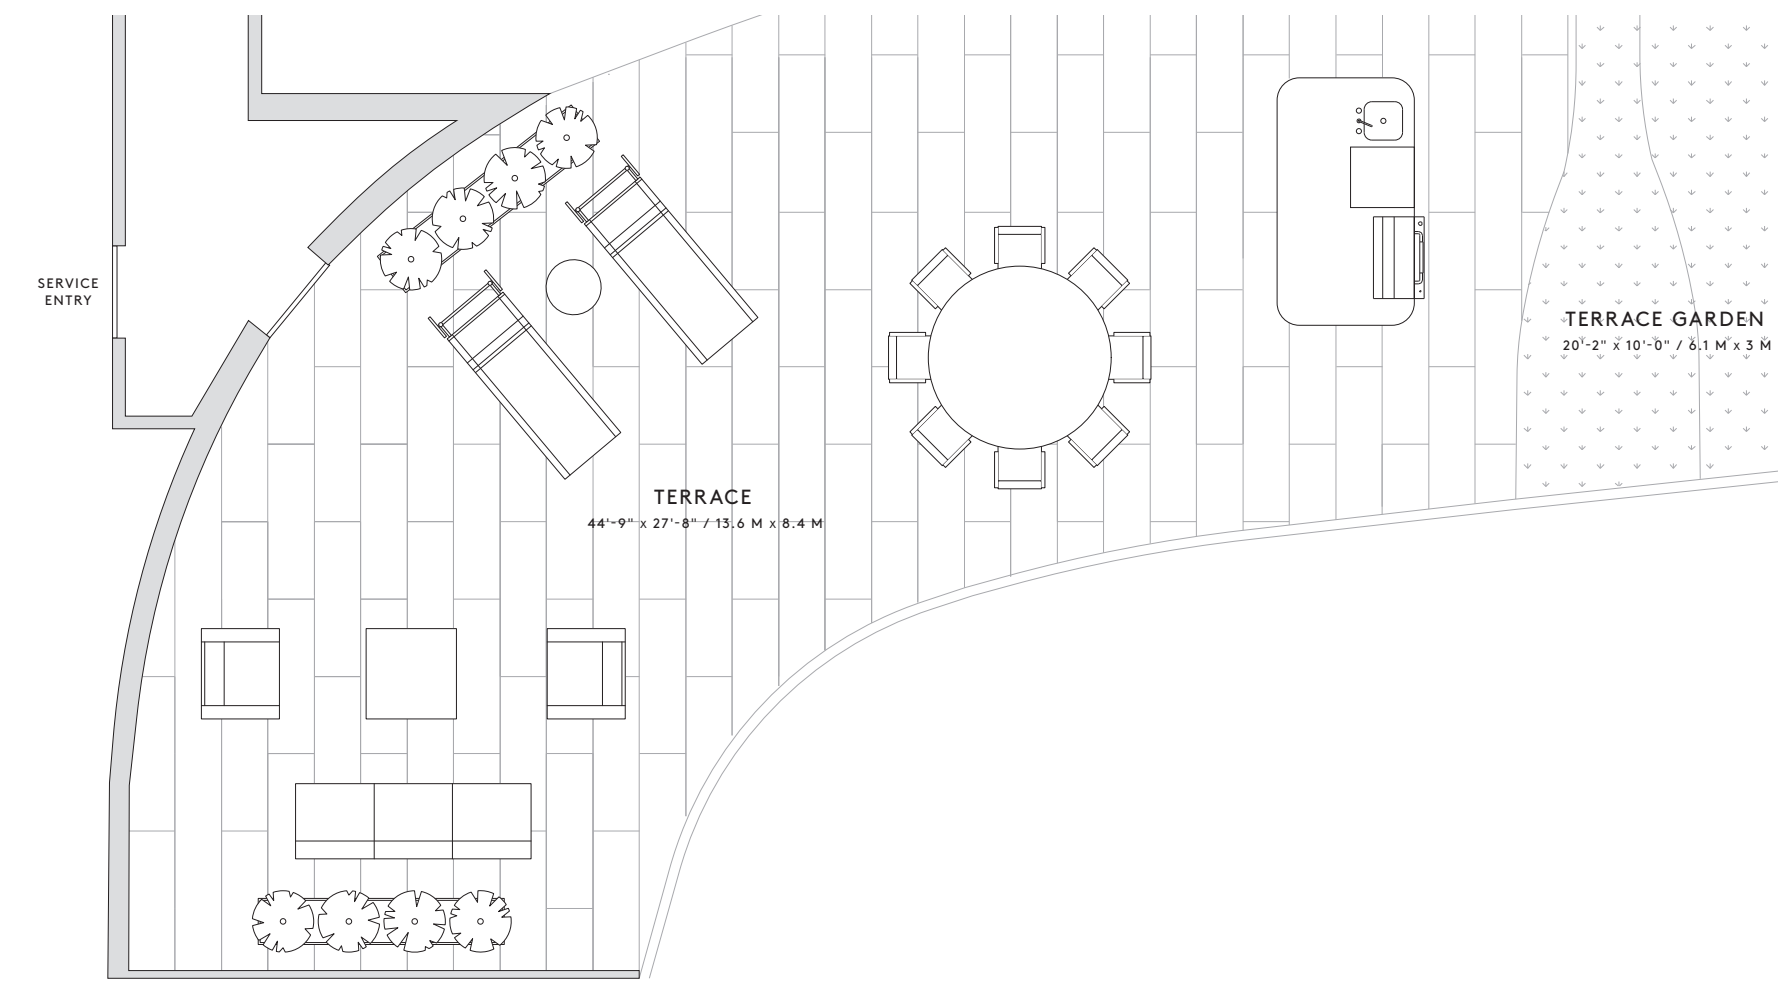 SERVICE
ENTRY
TERRACE GARDEN
20'-2" x 10'-0" / 6.1 M x 3 M
TERRACE
44'-9" x 27'-8" / 13.6 M x 8.4 M